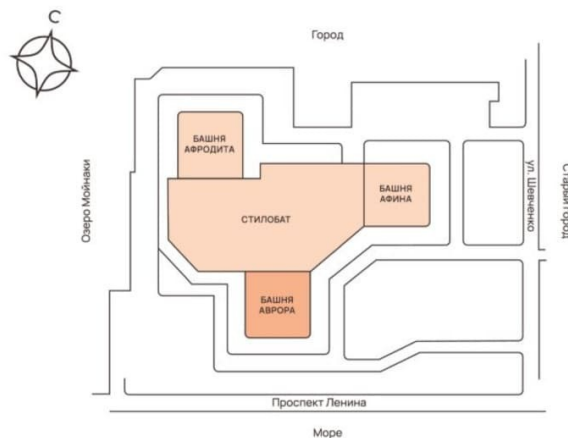 С
Город
БАШНЯ
АФРОДИТА
Озеро Мойнаки
СТИЛОБАТ
БАШНЯ
АФИНА
ул. Шевченко
Старый город
БАШНЯ
АВРОРА
Проспект Ленина
Море